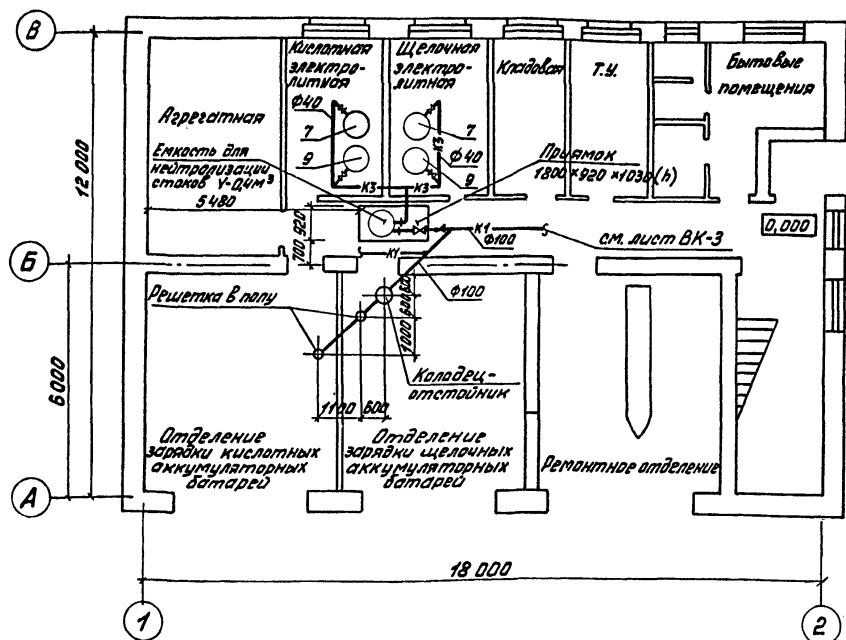 В
Кислотная
электро-
литная
Щелочная
электро-
литная
Кладовая
Т.У.
Бытовые
помещения
Агрегатная
Ф40
7
7
9
9
К3
Ф40
К3
К3
Емкость для
нейтрализации
стоков V-0,4м³
5480
Приямок
1800×920×1030(h)
12 000
920
700
К1
Ф100
К1
см. лист ВК-3
0,000
Б
Решетка в полу
Ф100
600
1000
Колодец-
отстойник
1100
600
6000
Отделение
зарядки кислотных
аккумуляторных
батарей
Отделение
зарядки щелочных
аккумуляторных
батарей
Ремонтное отделение
А
18 000
1
2